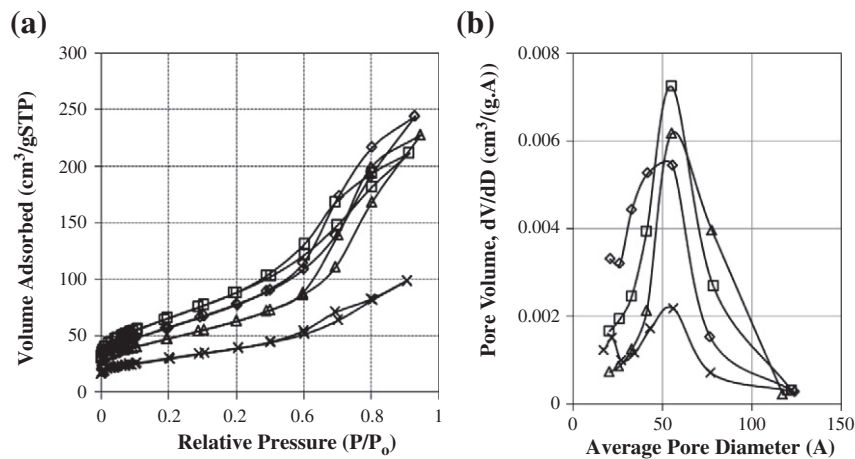 (a)
300
250
200
150
100
50
0
0 0.2 0.2 0.6 0.8 1
Volume Adsorbed (cm³/gSTP)
Relative Pressure (P/Pₒ)
(b)
0.008
0.006
0.004
0.002
0.000
0 50 100 150
Pore Volume, dV/dD (cm³/(g.A)
Average Pore Diameter (A)